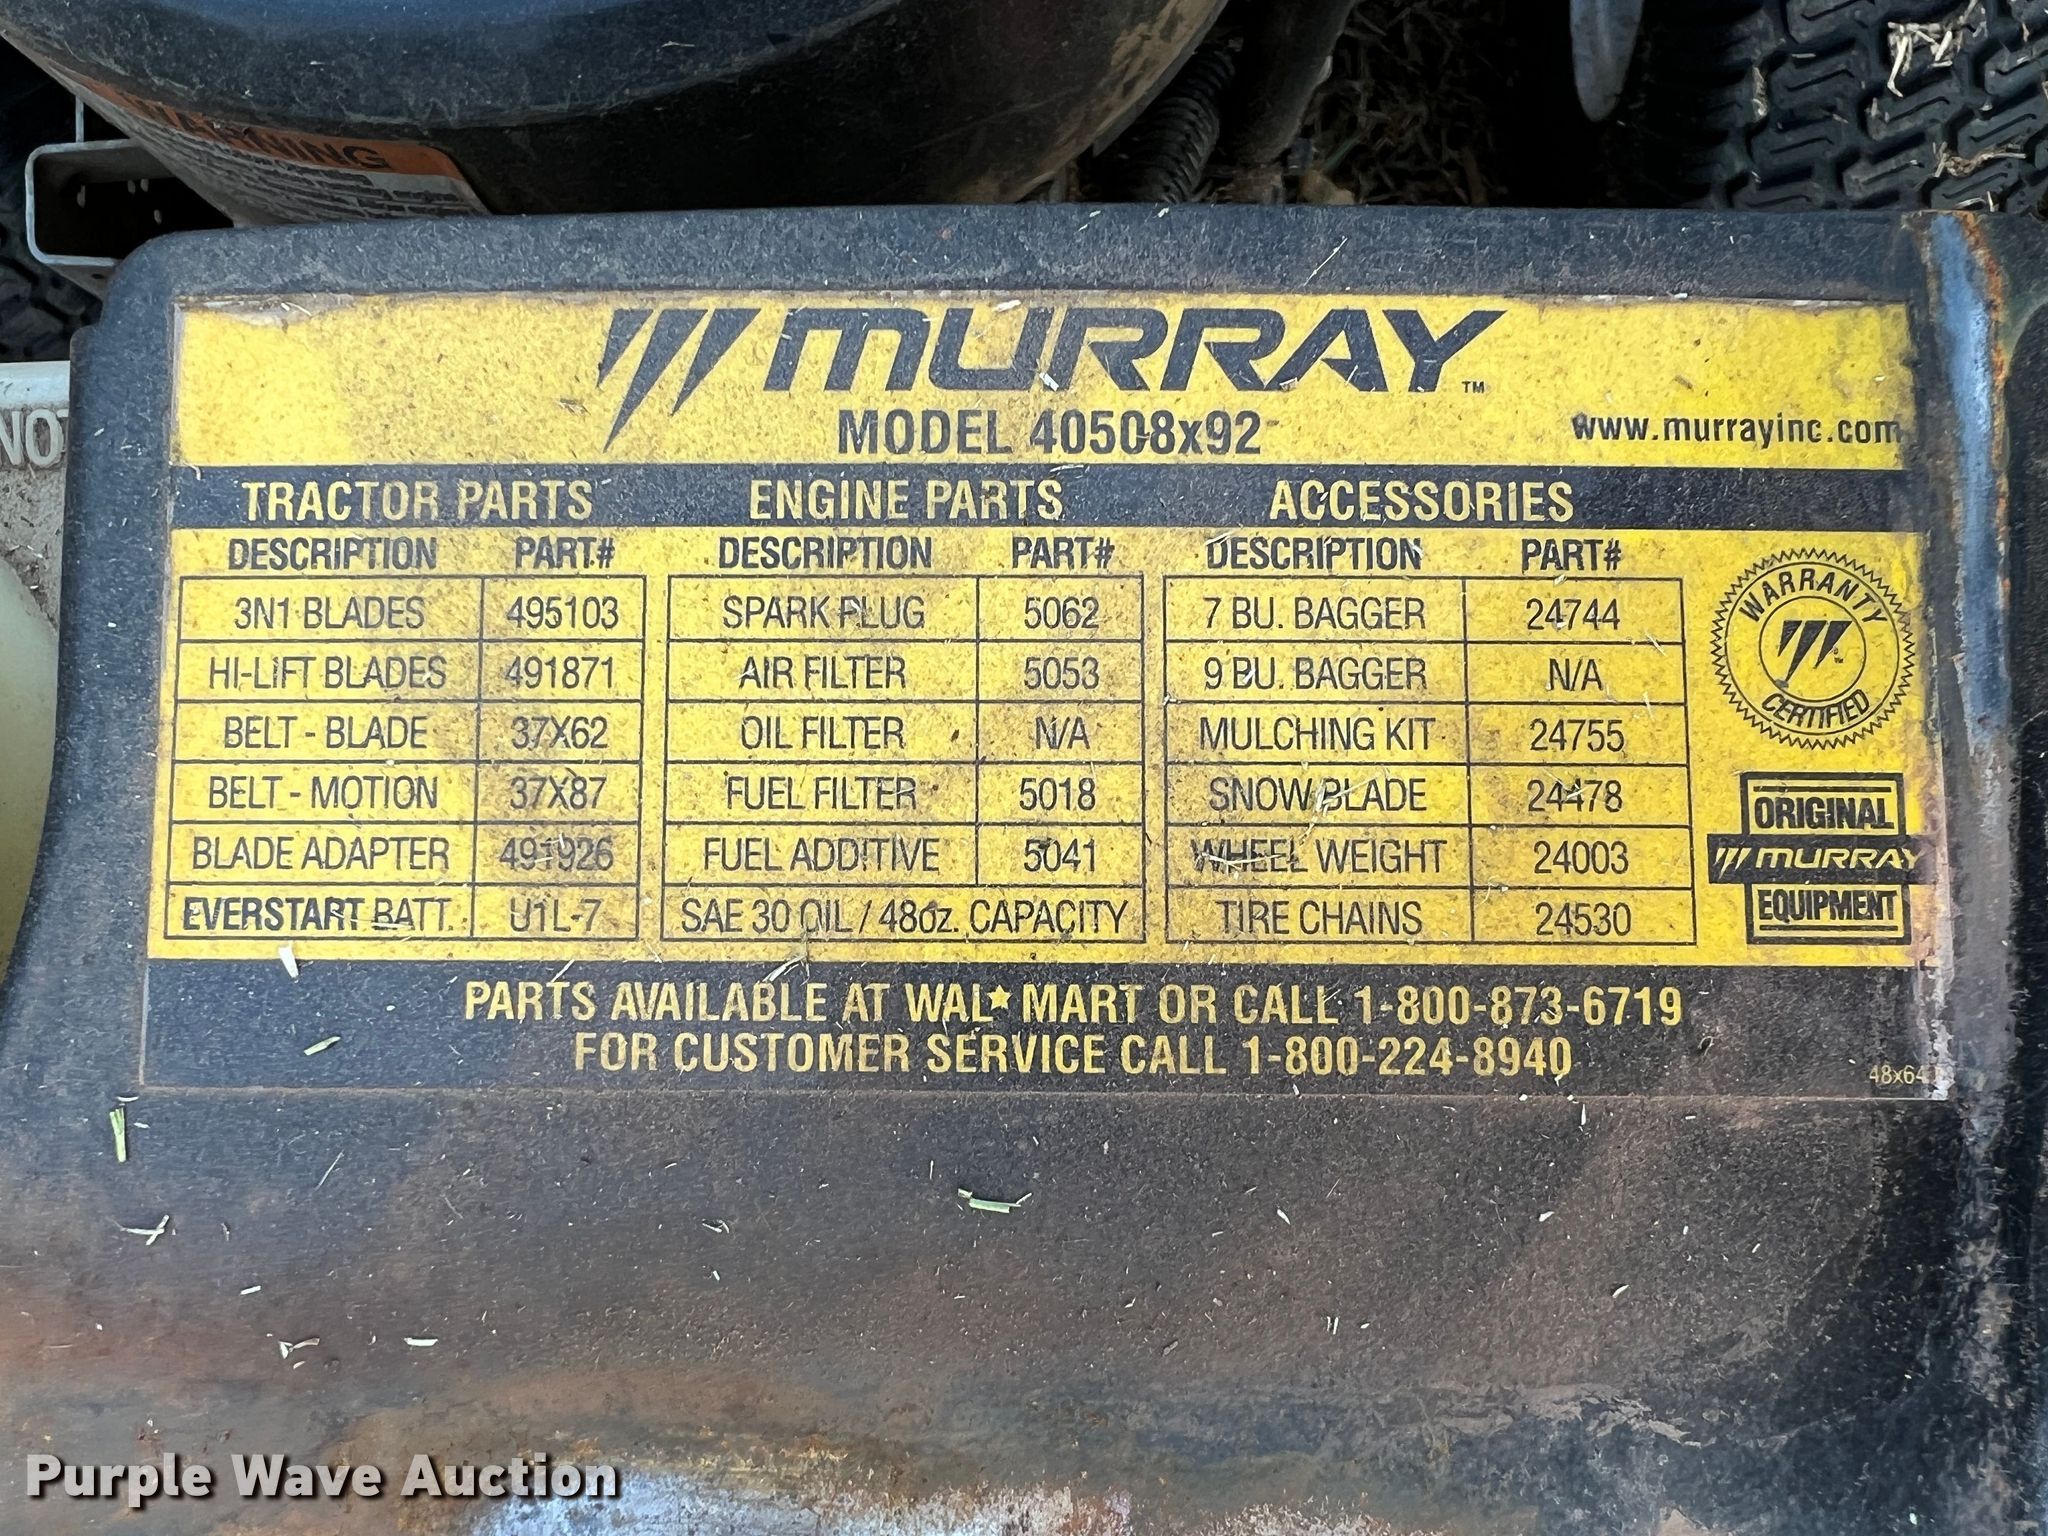 WARNING
NOT
MURRAY™
MODEL 40508x92
www.murrayinc.com
TRACTOR PARTS ENGINE PARTS ACCESSORIES
DESCRIPTION PART# DESCRIPTION PART# DESCRIPTION PART#
3N1 BLADES 495103 SPARK PLUG 5062 7 BU. BAGGER 24744
HI-LIFT BLADES 491871 AIR FILTER 5053 9 BU. BAGGER N/A
BELT - BLADE 37X62 OIL FILTER N/A MULCHING KIT 24755
BELT - MOTION 37X87 FUEL FILTER 5018 SNOW BLADE 24478
BLADE ADAPTER 491926 FUEL ADDITIVE 5041 WHEEL WEIGHT 24003
EVERSTART BATT. U1L-7 SAE 30 OIL / 48oz. CAPACITY TIRE CHAINS 24530
WARRANTY
CERTIFIED
ORIGINAL
MURRAY
EQUIPMENT
PARTS AVAILABLE AT WAL★MART OR CALL 1-800-873-6719
FOR CUSTOMER SERVICE CALL 1-800-224-8940
Purple Wave Auction